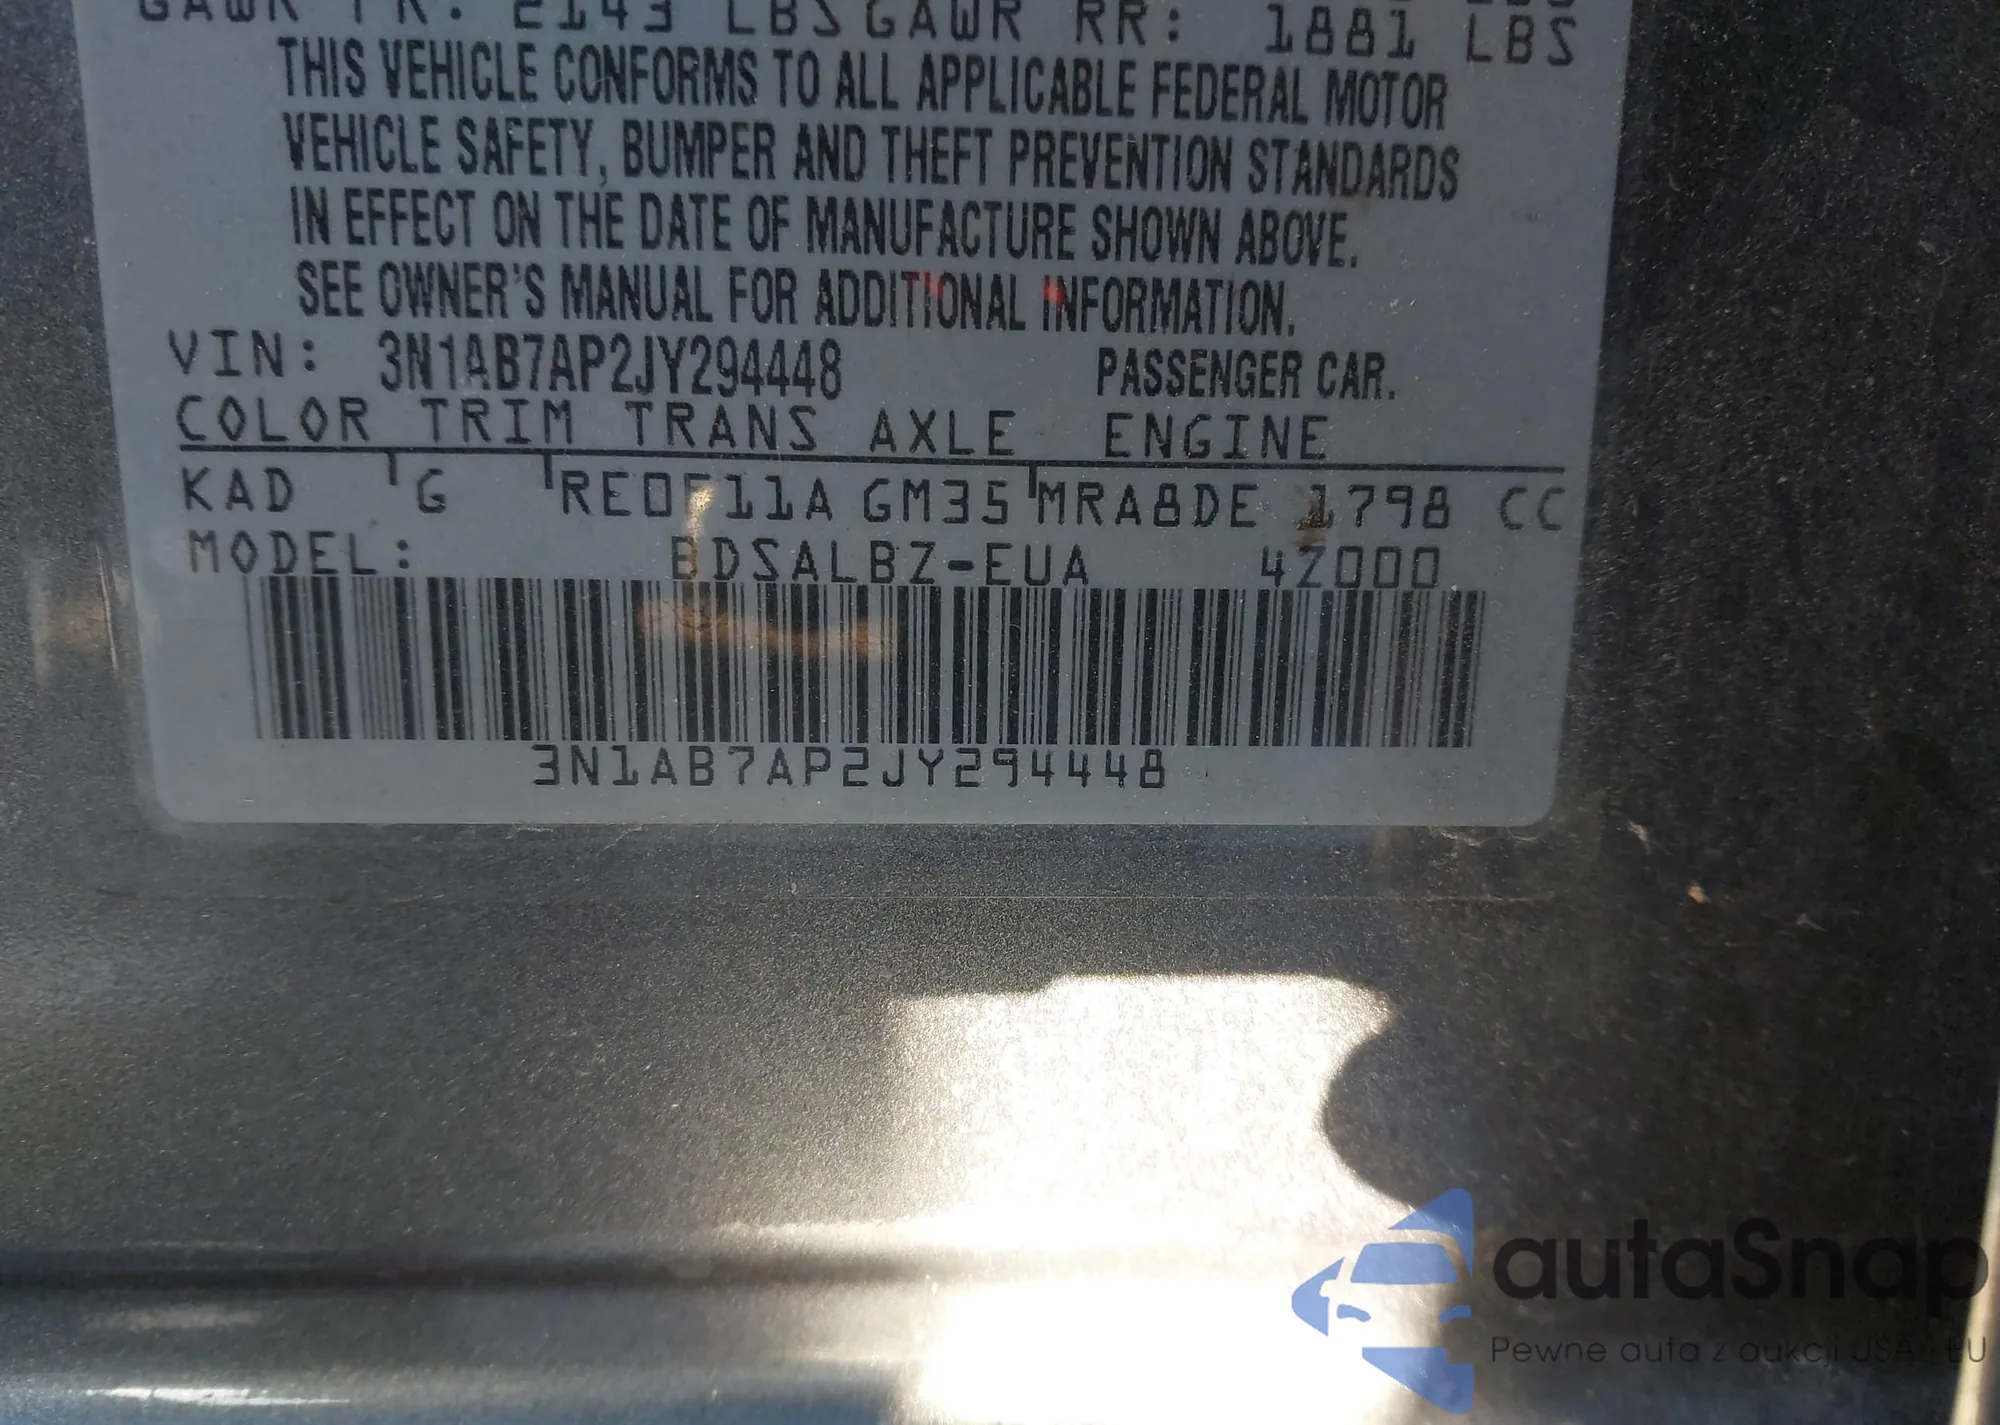 GAWR FR: 2143 LBS GAWR RR: 1881 LBS
THIS VEHICLE CONFORMS TO ALL APPLICABLE FEDERAL MOTOR
VEHICLE SAFETY, BUMPER AND THEFT PREVENTION STANDARDS
IN EFFECT ON THE DATE OF MANUFACTURE SHOWN ABOVE.
SEE OWNER'S MANUAL FOR ADDITIONAL INFORMATION.
VIN: 3N1AB7AP2JY294448 PASSENGER CAR.
COLOR TRIM TRANS AXLE ENGINE
KAD G RE0F11A GM35 MRA8DE 1798 CC
MODEL: BDSALBZ-EUA 4Z000
3N1AB7AP2JY294448
autaSnap
Pewne auta z aukcji USA i EU